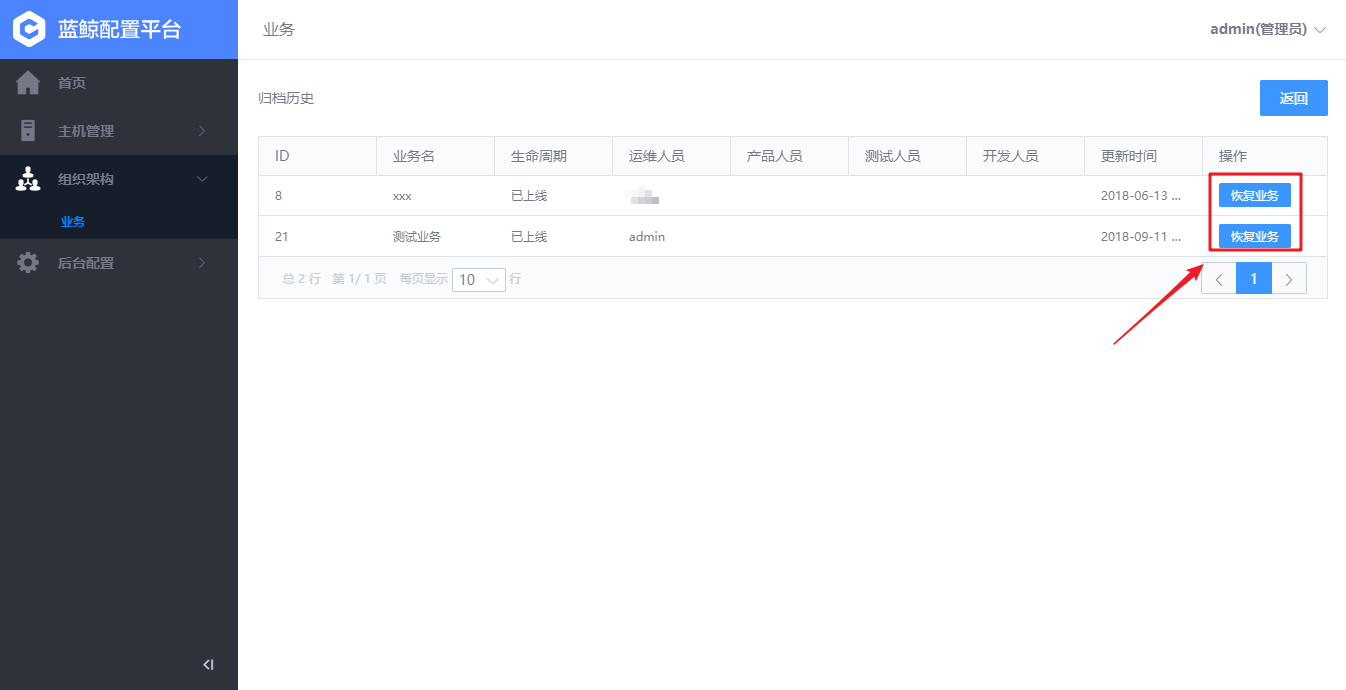 蓝鲸配置平台
业务
admin(管理员)
首页
主机管理
组织架构
业务
后台配置
归档历史
返回
ID 业务名 生命周期 运维人员 产品人员 测试人员 开发人员 更新时间 操作
8 xxx 已上线 2018-06-13 ... 恢复业务
21 测试业务 已上线 admin 2018-09-11 ... 恢复业务
总 2 行 第 1/ 1 页 每页显示 10 行
1